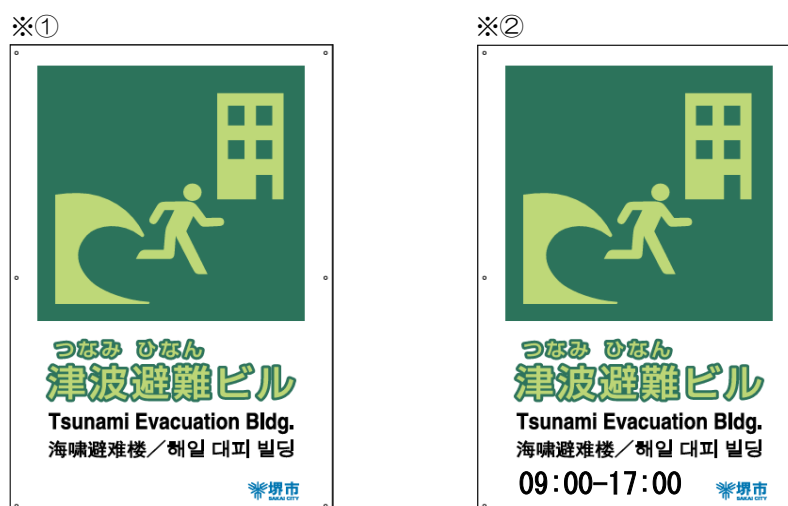 ※①
つなみ ひなん
津波避難ビル
Tsunami Evacuation Bldg.
海啸避难楼／해일 대피 빌딩
堺市
SAKAI CITY
※②
つなみ ひなん
津波避難ビル
Tsunami Evacuation Bldg.
海啸避难楼／해일 대피 빌딩
09:00-17:00
堺市
SAKAI CITY